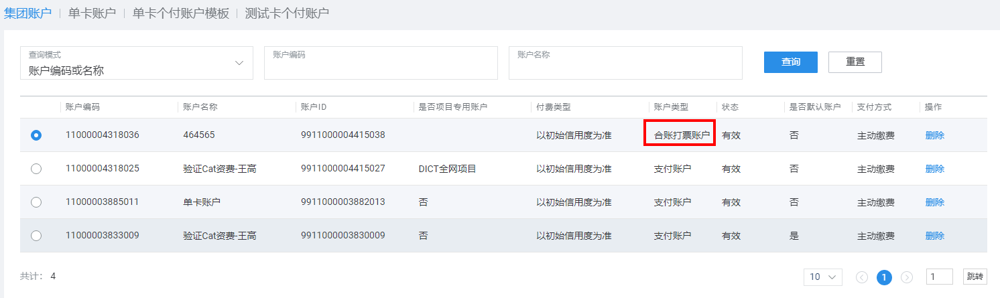 集团账户 单卡账户 单卡个付账户模板 测试卡个付账户
查询模式 账户编码 账户名称
账户编码或名称 查询 重置
账户编码 账户名称 账户ID 是否项目专用账户 付费类型 账户类型 状态 是否默认账户 支付方式 操作
11000004318036 464565 9911000004415038 以初始信用度为准 合账打票账户 有效 否 主动缴费 删除
11000004318025 验证Cat资费-王高 9911000004415027 DICT全网项目 以初始信用度为准 支付账户 有效 否 主动缴费 删除
11000003885011 单卡账户 9911000003882013 否 以初始信用度为准 支付账户 有效 否 主动缴费 删除
11000003833009 验证Cat资费-王高 9911000003830009 否 以初始信用度为准 支付账户 有效 是 主动缴费 删除
共计： 4 10 1 1 跳转